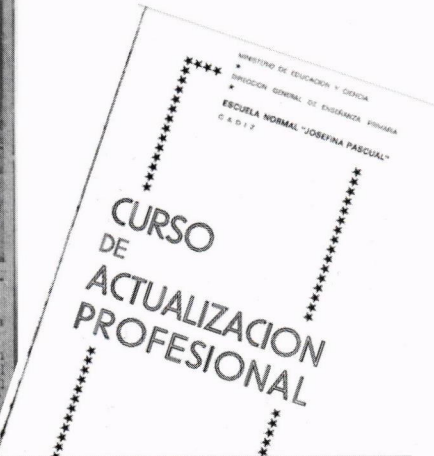 MINISTERIO DE EDUCACION Y CIENCIA
★
DIRECCION GENERAL DE ENSEÑANZA PRIMARIA
★
ESCUELA NORMAL "JOSEFINA PASCUAL"
CADIZ
CURSO
DE
ACTUALIZACION
PROFESIONAL